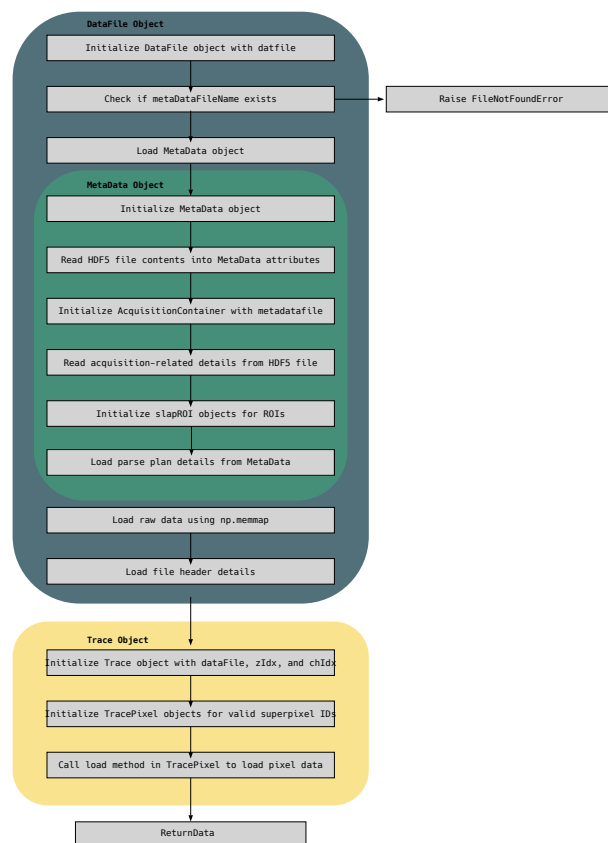 DataFile Object
Initialize DataFile object with datfile
Check if metaDataFileName exists
Raise FileNotFoundError
Load MetaData object
MetaData Object
Initialize MetaData object
Read HDF5 file contents into MetaData attributes
Initialize AcquisitionContainer with metadatafile
Read acquisition-related details from HDF5 file
Initialize slapROI objects for ROIs
Load parse plan details from MetaData
Load raw data using np.memmap
Load file header details
Trace Object
Initialize Trace object with dataFile, zIdx, and chIdx
Initialize TracePixel objects for valid superpixel IDs
Call load method in TracePixel to load pixel data
ReturnData